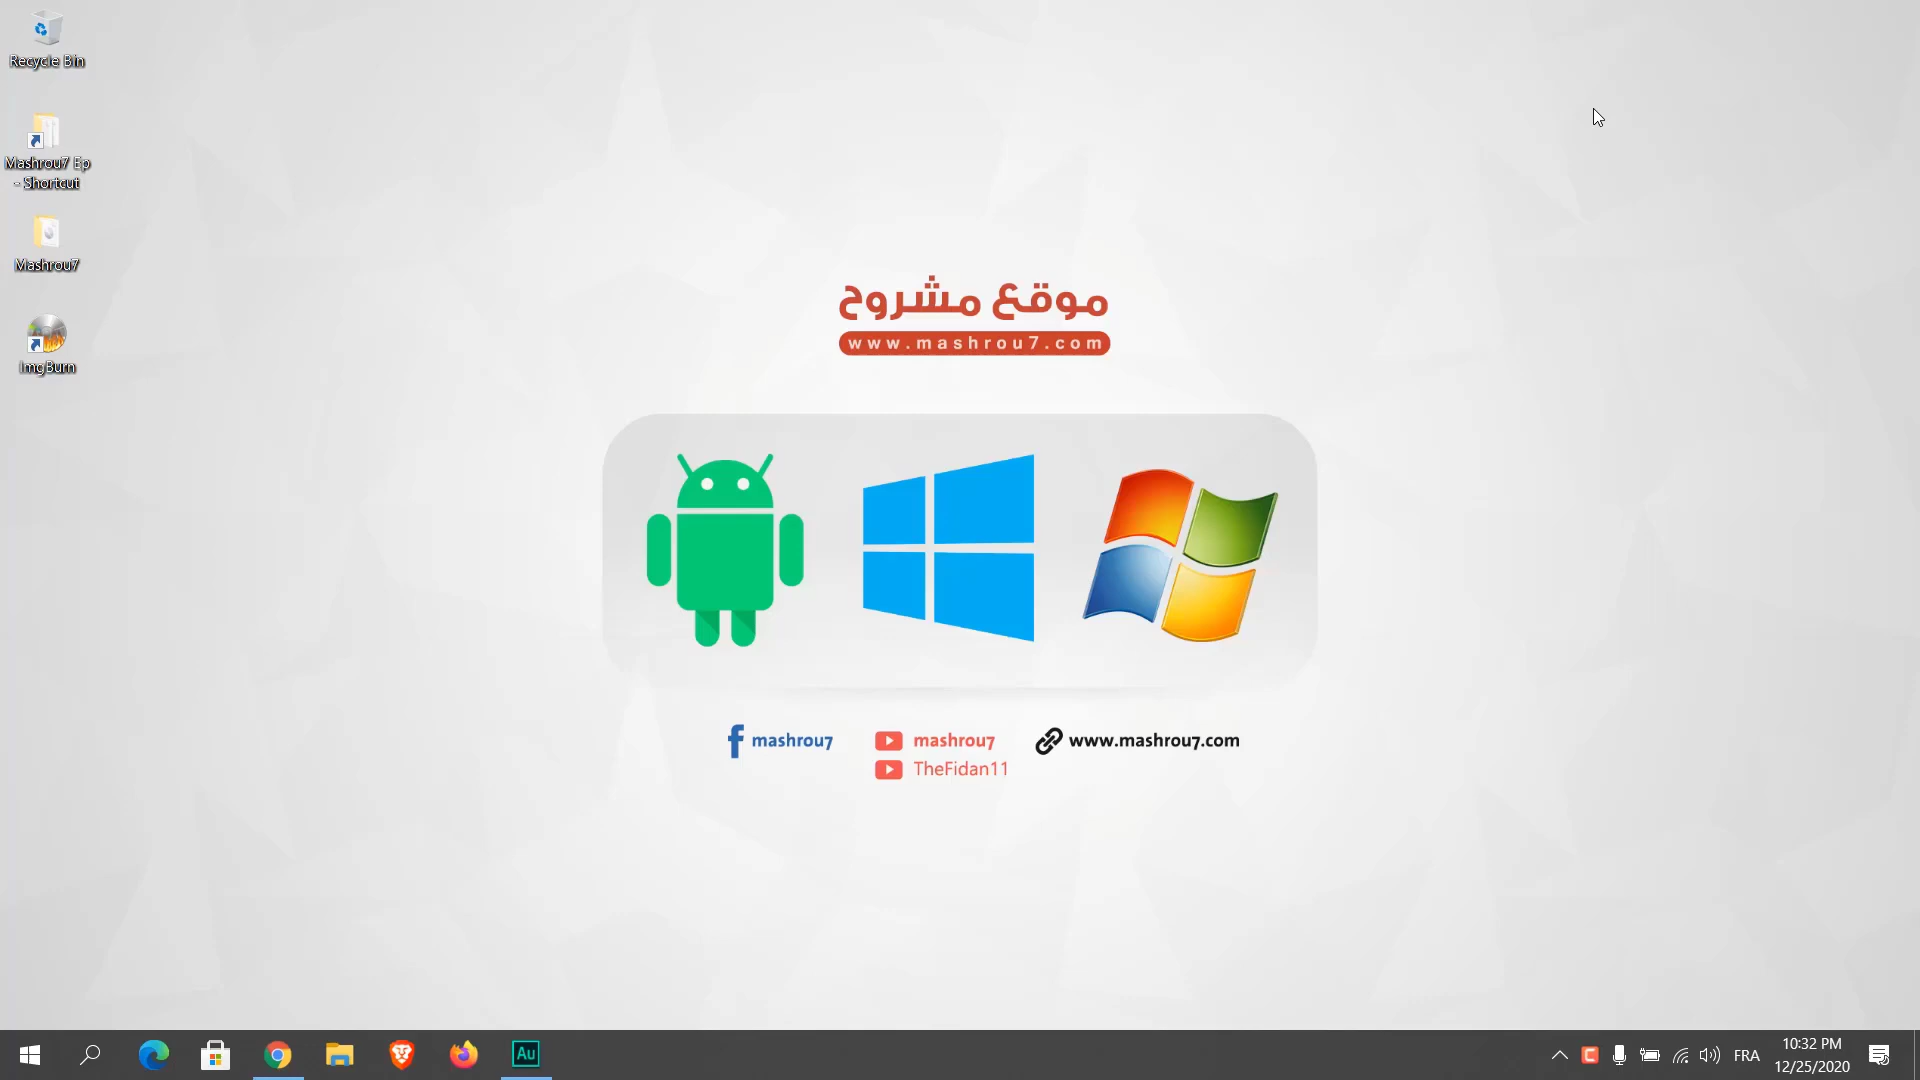 Recycle Bin
Mashrou7 Ep
- Shortcut
Mashrou7
ImgBurn
موقع مشروح
www.mashrou7.com
mashrou7
mashrou7
www.mashrou7.com
TheFidan11
Au
FRA
10:32 PM
12/25/2020